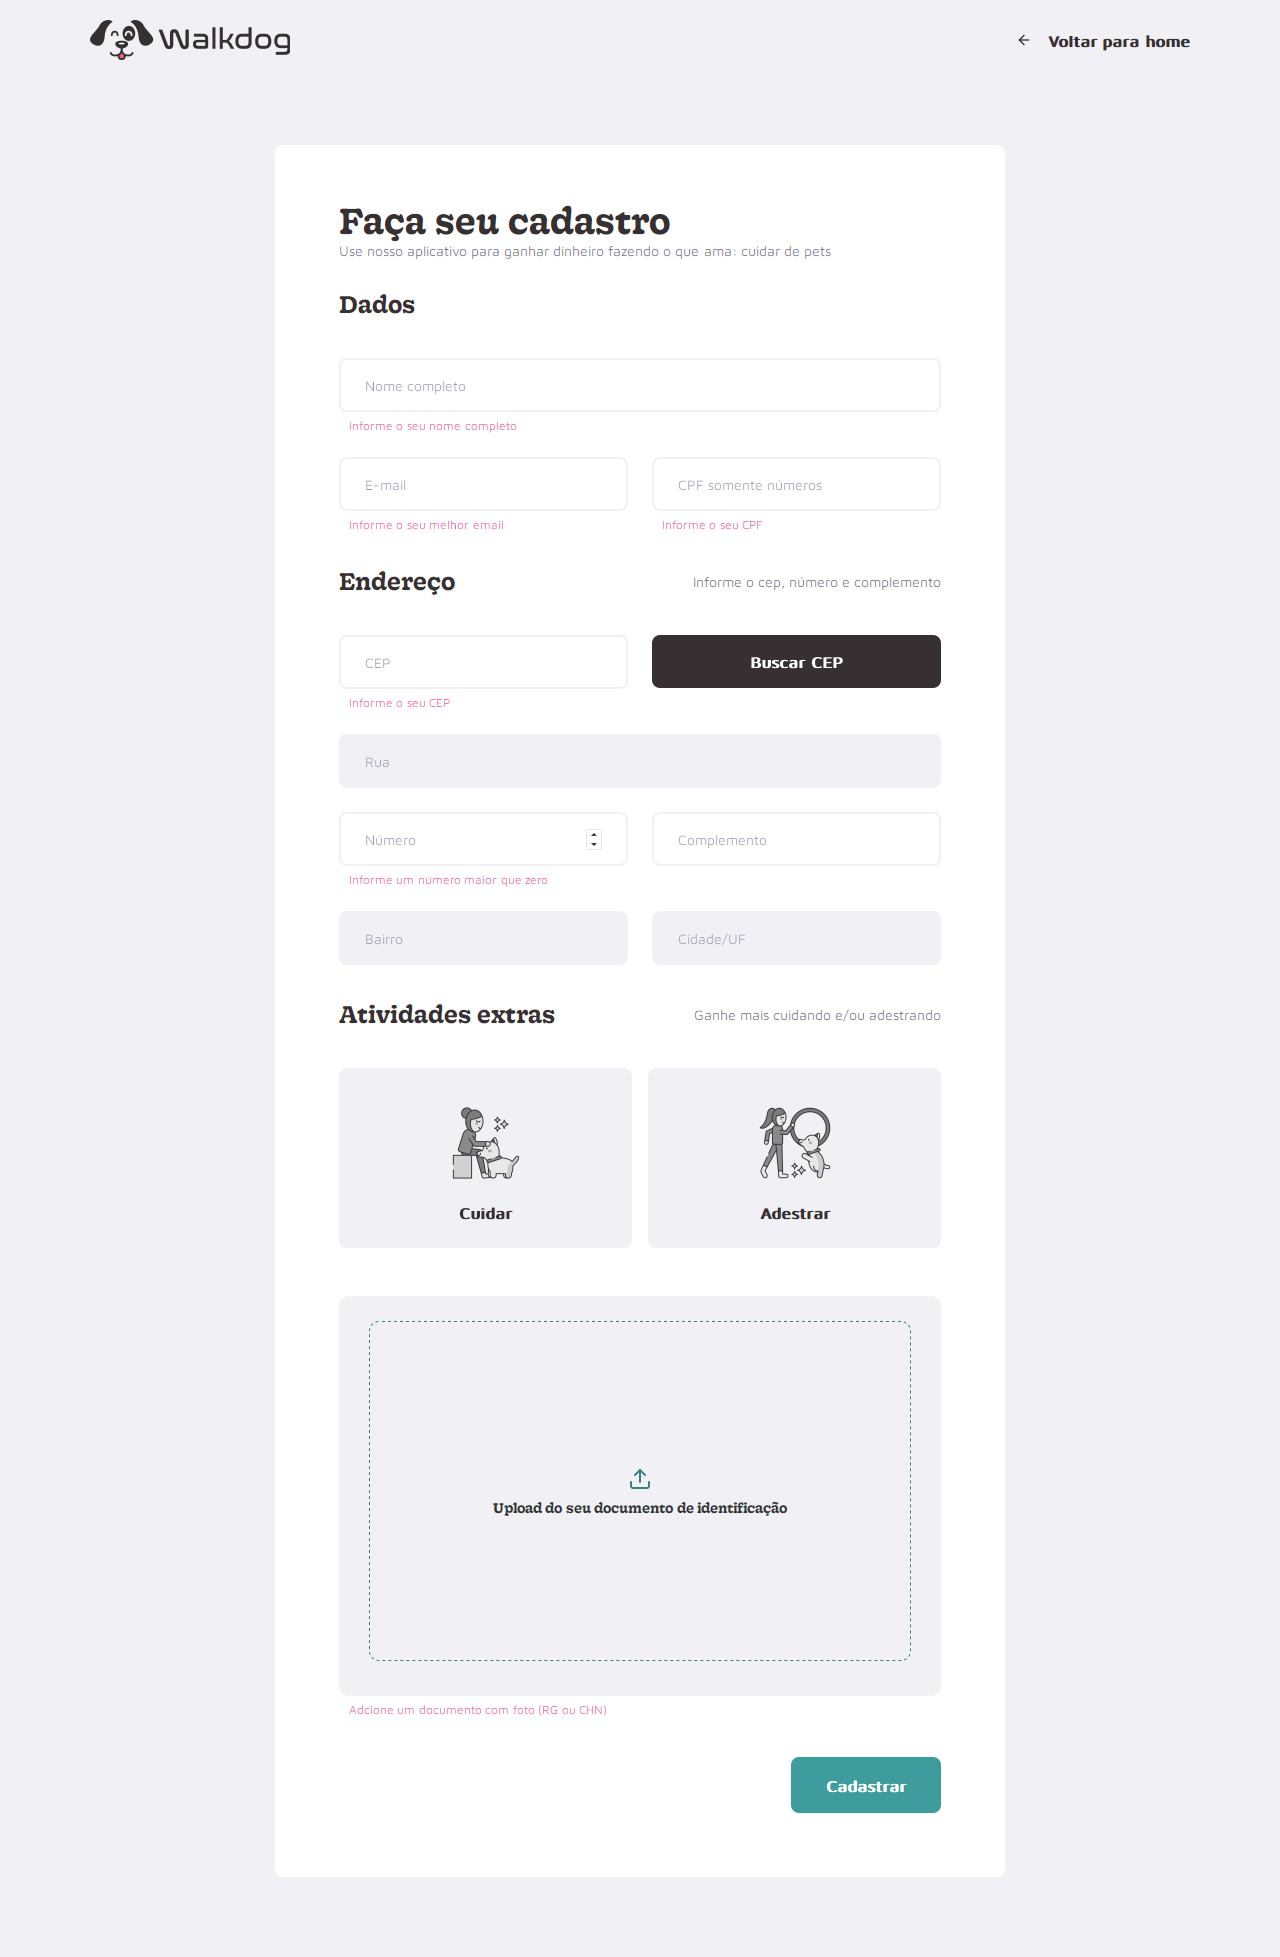 Walkdog
Voltar para home
Faça seu cadastro
Use nosso aplicativo para ganhar dinheiro fazendo o que ama: cuidar de pets
Dados
Nome completo
Informe o seu nome completo
E-mail
CPF somente números
Informe o seu melhor email
Informe o seu CPF
Endereço
Informe o cep, número e complemento
CEP
Buscar CEP
Informe o seu CEP
Rua
Número
Complemento
Informe um número maior que zero
Bairro
Cidade/UF
Atividades extras
Ganhe mais cuidando e/ou adestrando
Cuidar
Adestrar
Upload do seu documento de identificação
Adcione um documento com foto (RG ou CHN)
Cadastrar